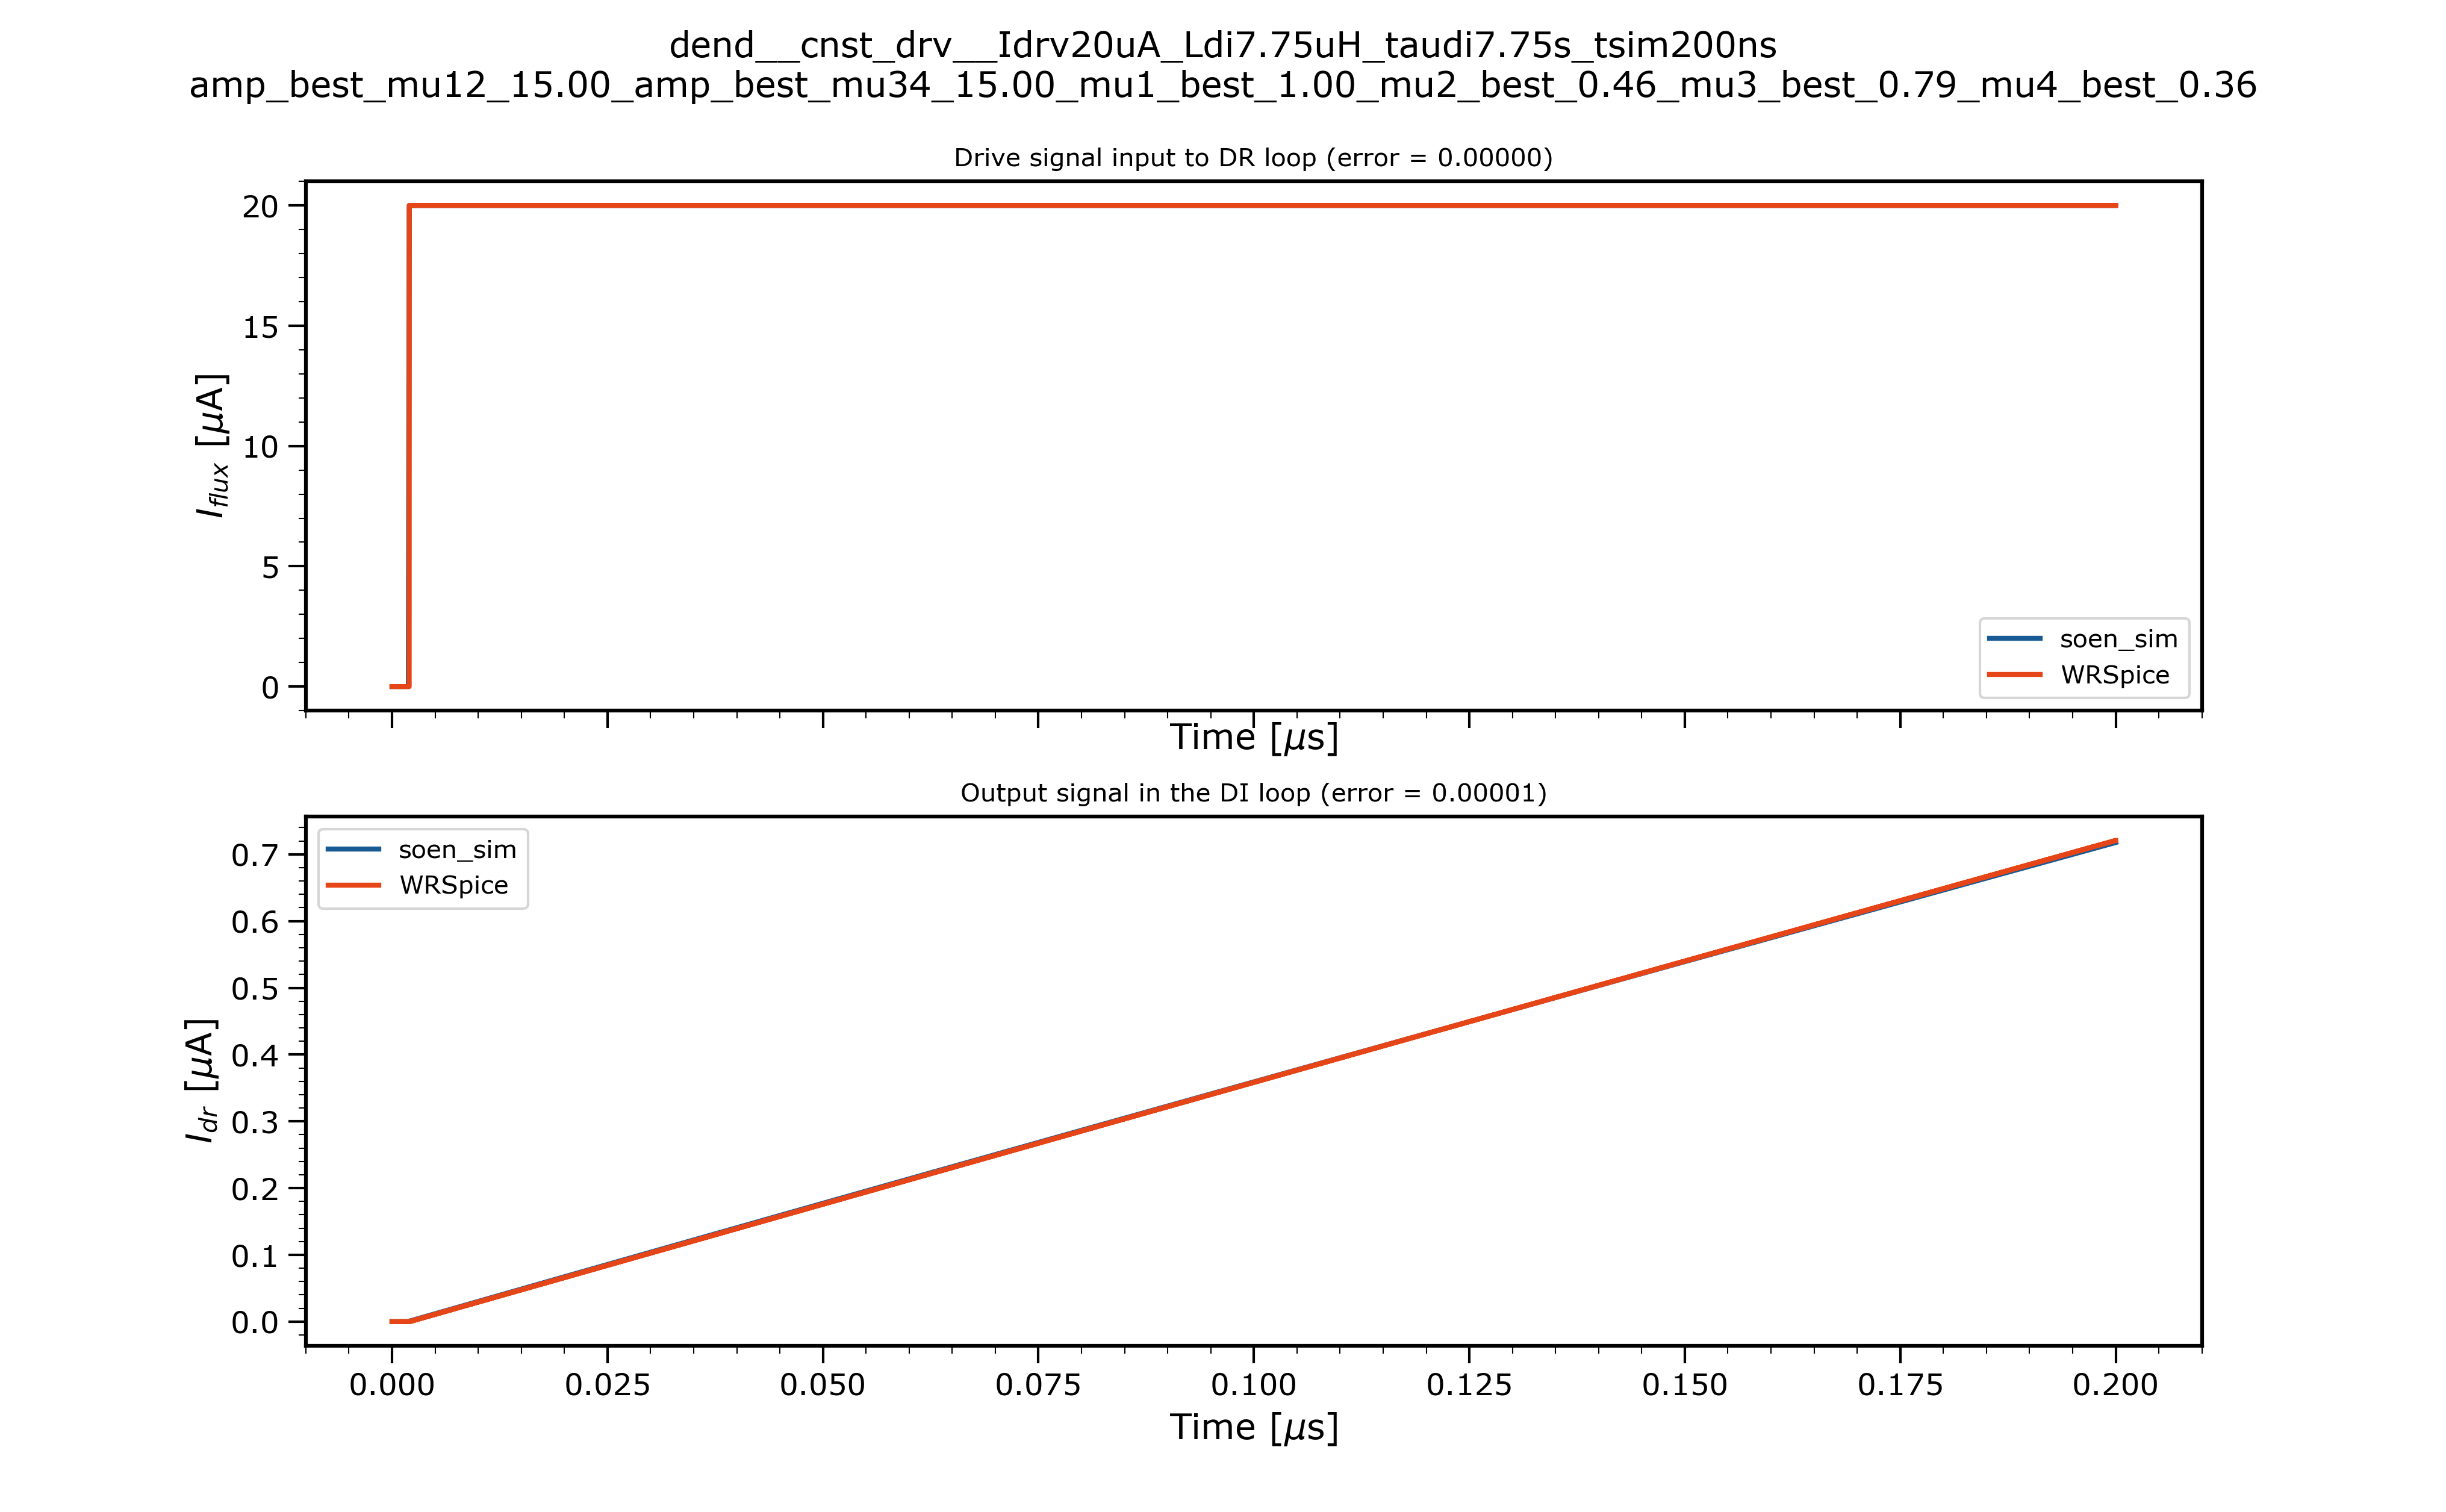 dend__cnst_drv__Idrv20uA_Ldi7.75uH_taudi7.75s_tsim200ns
amp_best_mu12_15.00_amp_best_mu34_15.00_mu1_best_1.00_mu2_best_0.46_mu3_best_0.79_mu4_best_0.36
Drive signal input to DR loop (error = 0.00000)
20
15
10
5
0
I_flux [μA]
soen_sim
WRSpice
Time [μs]
Output signal in the DI loop (error = 0.00001)
soen_sim
WRSpice
0.7
0.6
0.5
0.4
0.3
0.2
0.1
0.0
I_dr [μA]
0.000 0.025 0.050 0.075 0.100 0.125 0.150 0.175 0.200
Time [μs]